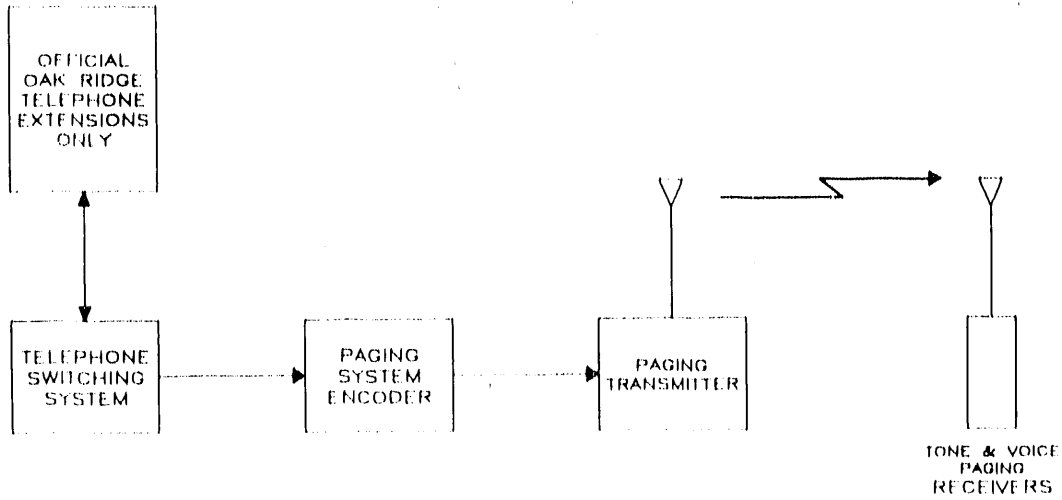 OFFICIAL
OAK RIDGE
TELEPHONE
EXTENSIONS
ONLY
TELEPHONE
SWITCHING
SYSTEM
PAGING
SYSTEM
ENCODER
PAGING
TRANSMITTER
TONE & VOICE
PAGING
RECEIVERS